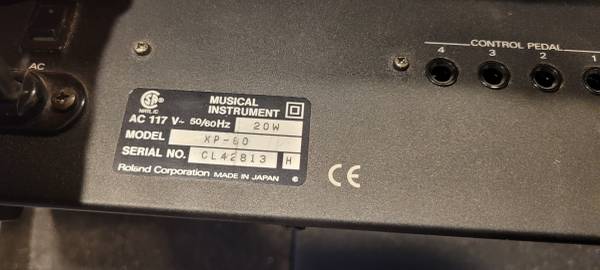 AC
CONTROL PEDAL
4 3 2 1
MUSICAL
INSTRUMENT
AC 117 V~ 50/60Hz 20W
MODEL XP-80
SERIAL NO. CL42813 H
Roland Corporation MADE IN JAPAN
CE